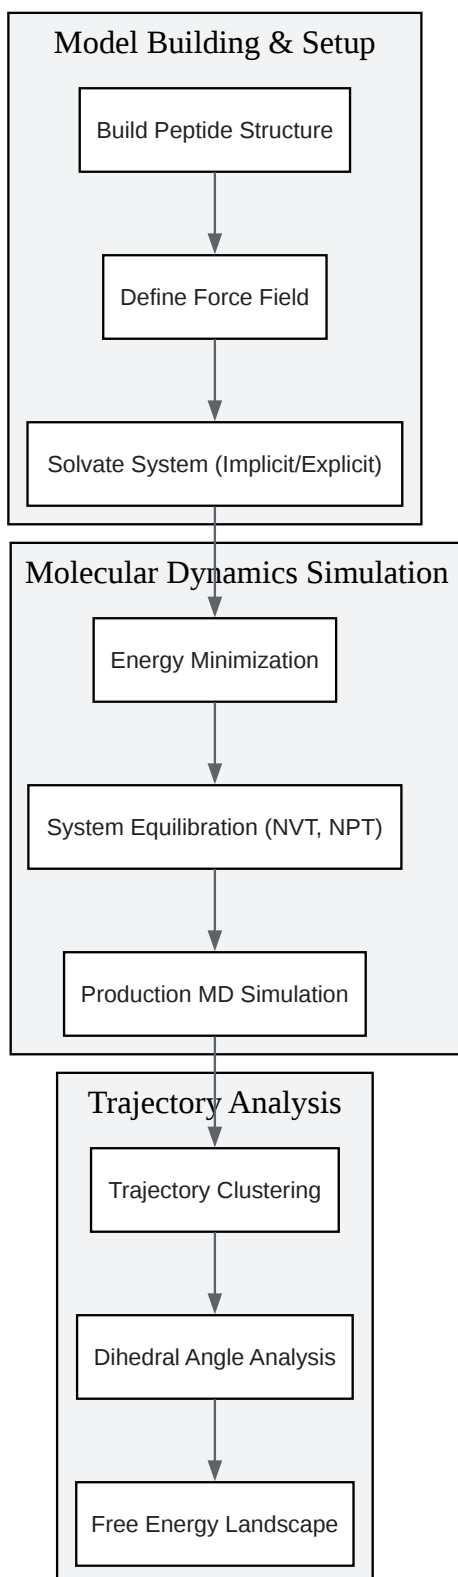 Model Building & Setup
Build Peptide Structure
Define Force Field
Solvate System (Implicit/Explicit)
Molecular Dynamics Simulation
Energy Minimization
System Equilibration (NVT, NPT)
Production MD Simulation
Trajectory Analysis
Trajectory Clustering
Dihedral Angle Analysis
Free Energy Landscape